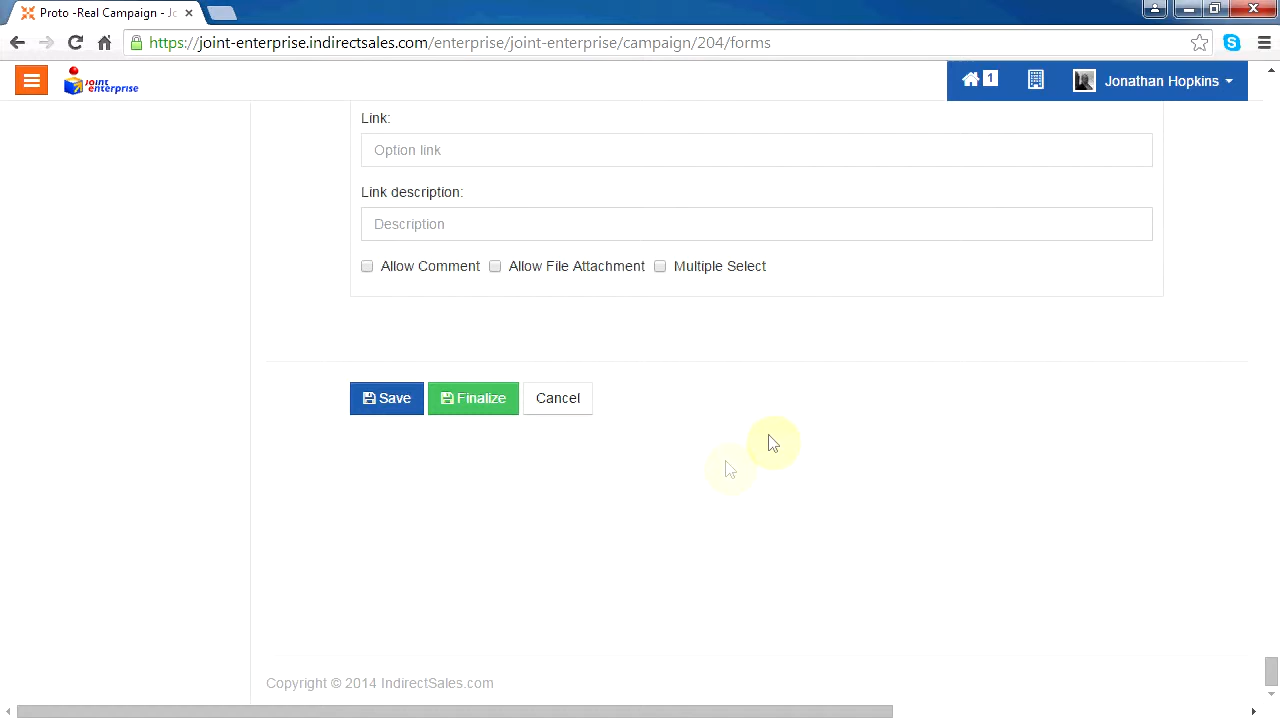 Proto -Real Campaign - Jo
https://joint-enterprise.indirectsales.com/enterprise/joint-enterprise/campaign/204/forms
Joint
enterprise
1
Jonathan Hopkins
Link:
Option link
Link description:
Description
Allow Comment Allow File Attachment Multiple Select
Save Finalize Cancel
Copyright © 2014 IndirectSales.com